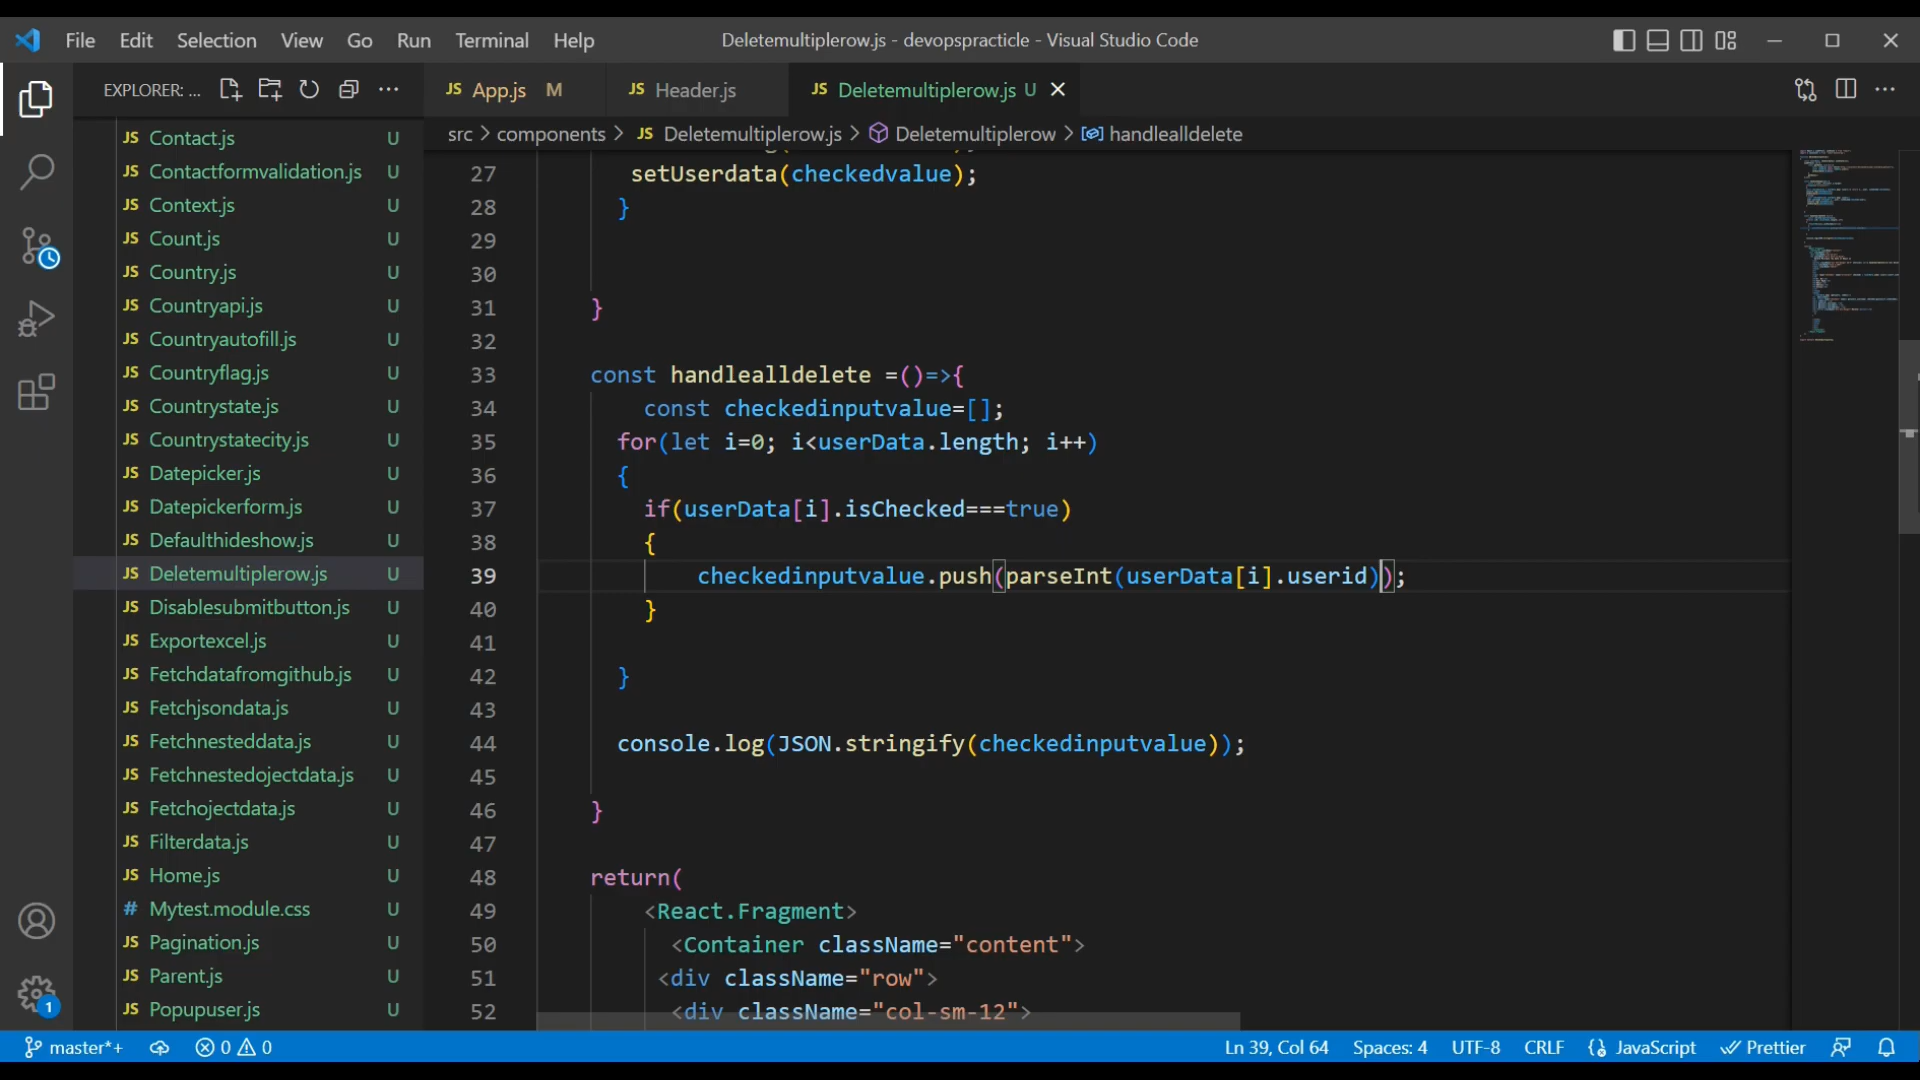 File Edit Selection View Go Run Terminal Help
Deletemultiplerow.js - devopspracticle - Visual Studio Code
EXPLORER: ...
JS App.js M
JS Header.js
JS Deletemultiplerow.js U
src > components > JS Deletemultiplerow.js > Deletemultiplerow > handlealldelete
JS Contact.js U
JS Contactformvalidation.js U
JS Context.js U
JS Count.js U
JS Country.js U
JS Countryapi.js U
JS Countryautofill.js U
JS Countryflag.js U
JS Countrystate.js U
JS Countrystatecity.js U
JS Datepicker.js U
JS Datepickerform.js U
JS Defaulthideshow.js U
JS Deletemultiplerow.js U
JS Disablesubmitbutton.js U
JS Exportexcel.js U
JS Fetchdatafromgithub.js U
JS Fetchjsondata.js U
JS Fetchnesteddata.js U
JS Fetchnestedojectdata.js U
JS Fetchojectdata.js U
JS Filterdata.js U
JS Home.js U
# Mytest.module.css U
JS Pagination.js U
JS Parent.js U
JS Popupuser.js U
27 setUserdata(checkedvalue);
28 }
29
30
31 }
32
33 const handlealldelete =()=>{
34 const checkedinputvalue=[];
35 for(let i=0; i<userData.length; i++)
36 {
37 if(userData[i].isChecked===true)
38 {
39 checkedinputvalue.push(parseInt(userData[i].userid));
40 }
41
42 }
43
44 console.log(JSON.stringify(checkedinputvalue));
45
46 }
47
48 return(
49 <React.Fragment>
50 <Container className="content">
51 <div className="row">
52 <div className="col-sm-12">
1
master*+ 0 0
Ln 39, Col 64 Spaces: 4 UTF-8 CRLF JavaScript Prettier